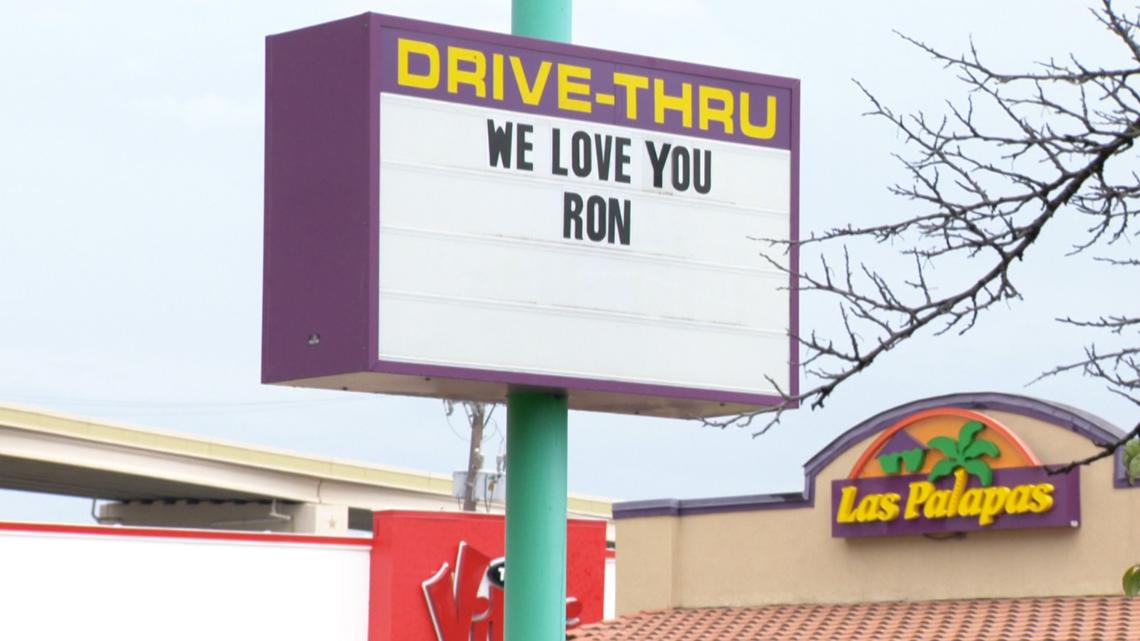 DRIVE-THRU
WE LOVE YOU
RON
Las Palapas